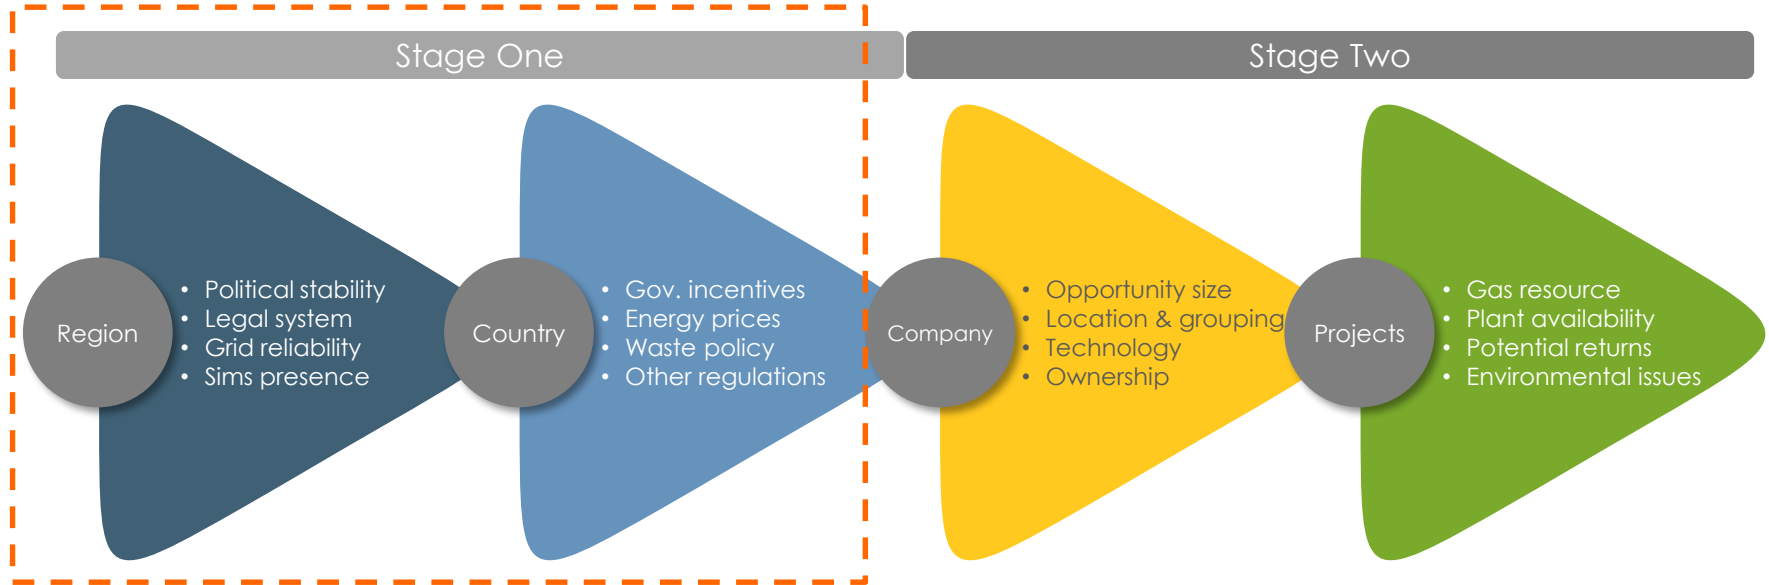 Stage One
Stage Two
Region
• Political stability
• Legal system
• Grid reliability
• Sims presence
Country
• Gov. incentives
• Energy prices
• Waste policy
• Other regulations
Company
• Opportunity size
• Location & grouping
• Technology
• Ownership
Projects
• Gas resource
• Plant availability
• Potential returns
• Environmental issues